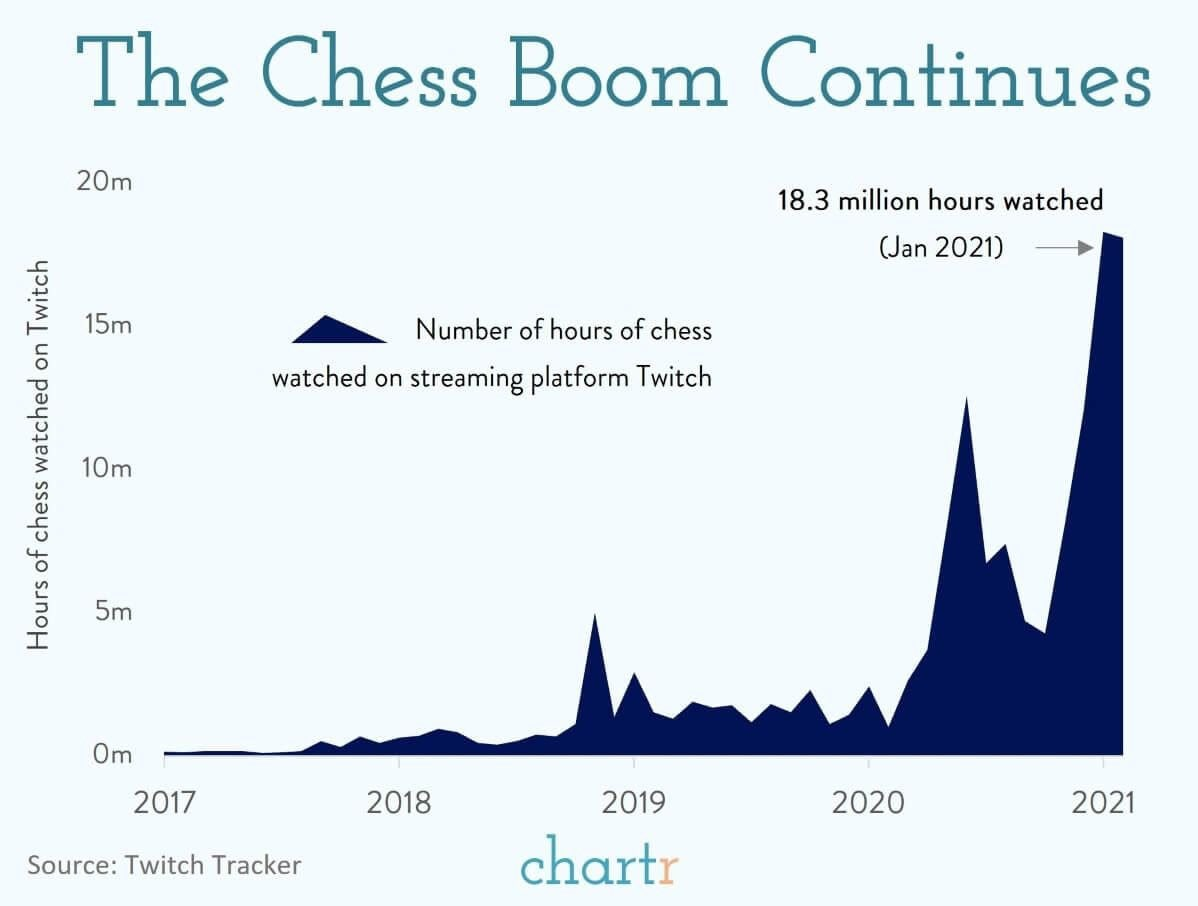 The Chess Boom Continues
20m
18.3 million hours watched
(Jan 2021)
15m
Number of hours of chess
watched on streaming platform Twitch
Hours of chess watched on Twitch
10m
5m
0m
2017 2018 2019 2020 2021
Source: Twitch Tracker
chartr